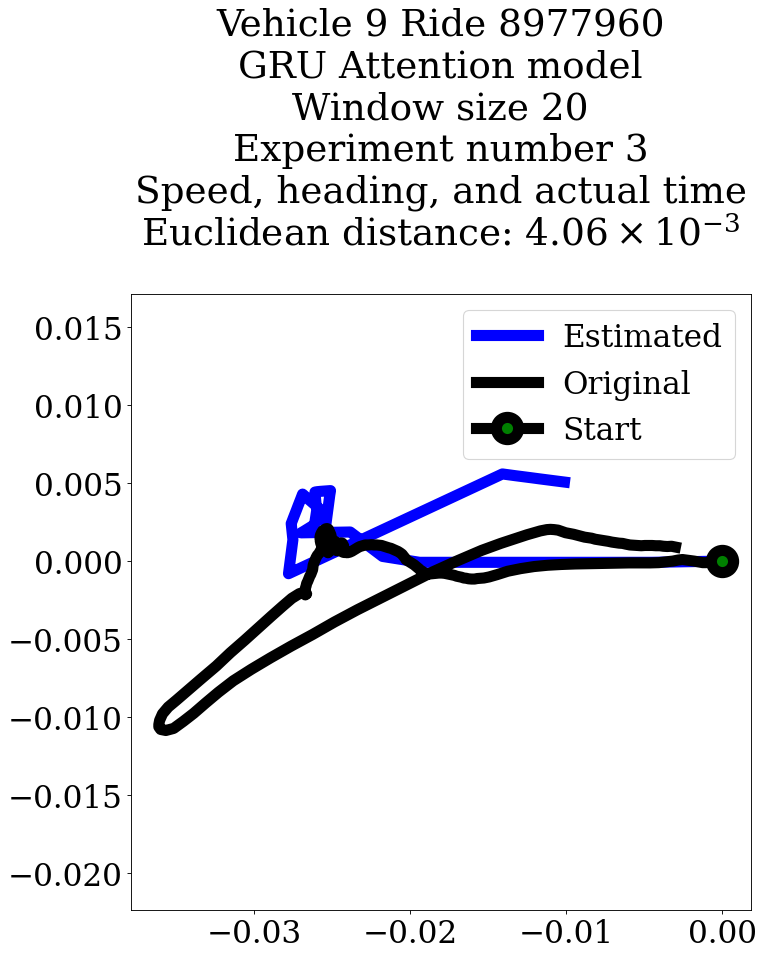 Vehicle 9 Ride 8977960
GRU Attention model
Window size 20
Experiment number 3
Speed, heading, and actual time
Euclidean distance: 4.06 × 10⁻³
Estimated
Original
Start
0.015
0.010
0.005
0.000
−0.005
−0.010
−0.015
−0.020
−0.03
−0.02
−0.01
0.00